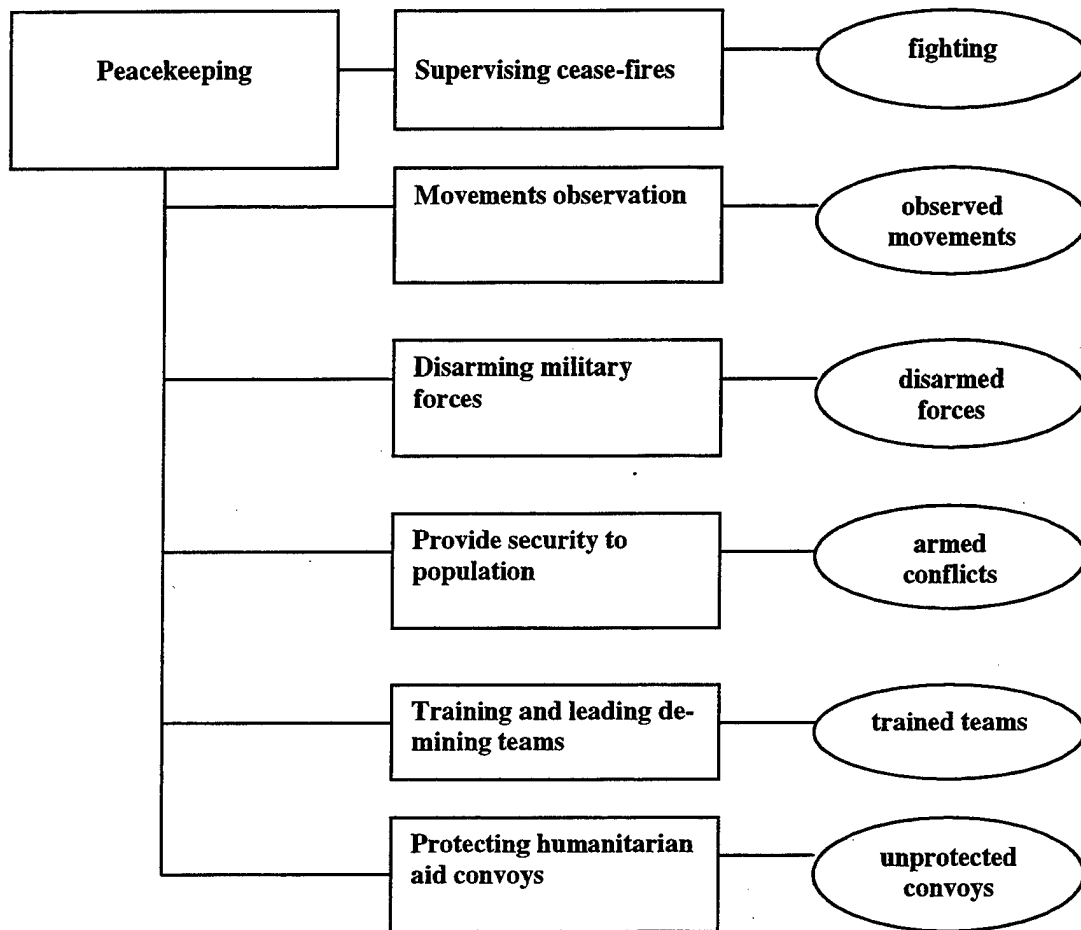 Peacekeeping
Supervising cease-fires
fighting
Movements observation
observed
movements
Disarming military
forces
disarmed
forces
Provide security to
population
armed
conflicts
Training and leading de-
mining teams
trained teams
Protecting humanitarian
aid convoys
unprotected
convoys